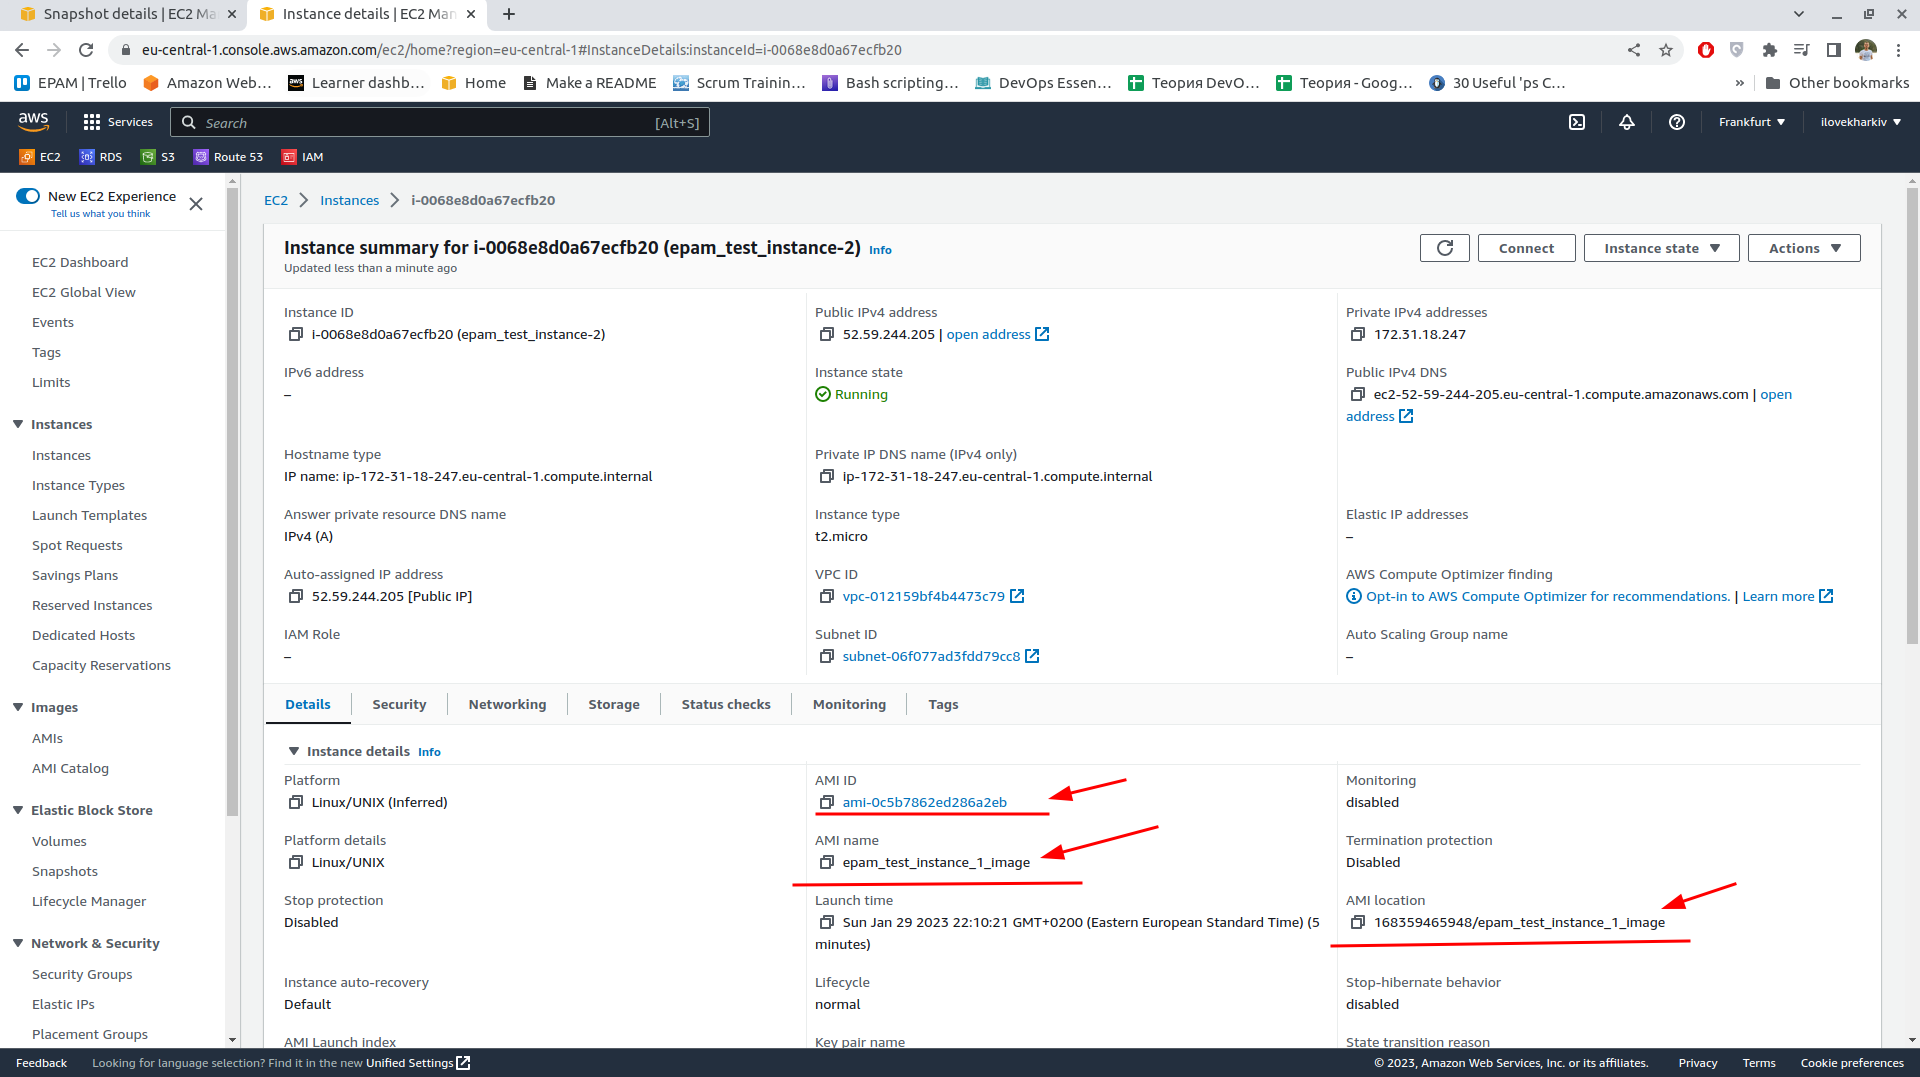 Snapshot details | EC2 Ma
Instance details | EC2 Man
eu-central-1.console.aws.amazon.com/ec2/home?region=eu-central-1#InstanceDetails:instanceId=i-0068e8d0a67ecfb20
EPAM | Trello
Amazon Web...
Learner dashb...
Home
Make a README
Scrum Trainin...
Bash scripting...
DevOps Essen...
Теория DevO...
Теория - Goog...
30 Useful 'ps C...
»
Other bookmarks
aws
Services
Search
[Alt+S]
Frankfurt
ilovekharkiv
EC2
RDS
S3
Route 53
IAM
New EC2 Experience
Tell us what you think
EC2 Dashboard
EC2 Global View
Events
Tags
Limits
Instances
Instances
Instance Types
Launch Templates
Spot Requests
Savings Plans
Reserved Instances
Dedicated Hosts
Capacity Reservations
Images
AMIs
AMI Catalog
Elastic Block Store
Volumes
Snapshots
Lifecycle Manager
Network & Security
Security Groups
Elastic IPs
Placement Groups
EC2
Instances
i-0068e8d0a67ecfb20
Instance summary for i-0068e8d0a67ecfb20 (epam_test_instance-2) Info
Updated less than a minute ago
Connect
Instance state
Actions
Instance ID
i-0068e8d0a67ecfb20 (epam_test_instance-2)
Public IPv4 address
52.59.244.205 | open address
Private IPv4 addresses
172.31.18.247
IPv6 address
–
Instance state
Running
Public IPv4 DNS
ec2-52-59-244-205.eu-central-1.compute.amazonaws.com | open
address
Hostname type
IP name: ip-172-31-18-247.eu-central-1.compute.internal
Private IP DNS name (IPv4 only)
ip-172-31-18-247.eu-central-1.compute.internal
Answer private resource DNS name
IPv4 (A)
Instance type
t2.micro
Elastic IP addresses
–
Auto-assigned IP address
52.59.244.205 [Public IP]
VPC ID
vpc-012159bf4b4473c79
AWS Compute Optimizer finding
Opt-in to AWS Compute Optimizer for recommendations. | Learn more
IAM Role
–
Subnet ID
subnet-06f077ad3fdd79cc8
Auto Scaling Group name
–
Details
Security
Networking
Storage
Status checks
Monitoring
Tags
Instance details Info
Platform
Linux/UNIX (Inferred)
AMI ID
ami-0c5b7862ed286a2eb
Monitoring
disabled
Platform details
Linux/UNIX
AMI name
epam_test_instance_1_image
Termination protection
Disabled
Stop protection
Disabled
Launch time
Sun Jan 29 2023 22:10:21 GMT+0200 (Eastern European Standard Time) (5
minutes)
AMI location
168359465948/epam_test_instance_1_image
Instance auto-recovery
Default
Lifecycle
normal
Stop-hibernate behavior
disabled
AMI Launch index
Key pair name
State transition reason
Feedback
Looking for language selection? Find it in the new Unified Settings
© 2023, Amazon Web Services, Inc. or its affiliates.
Privacy
Terms
Cookie preferences